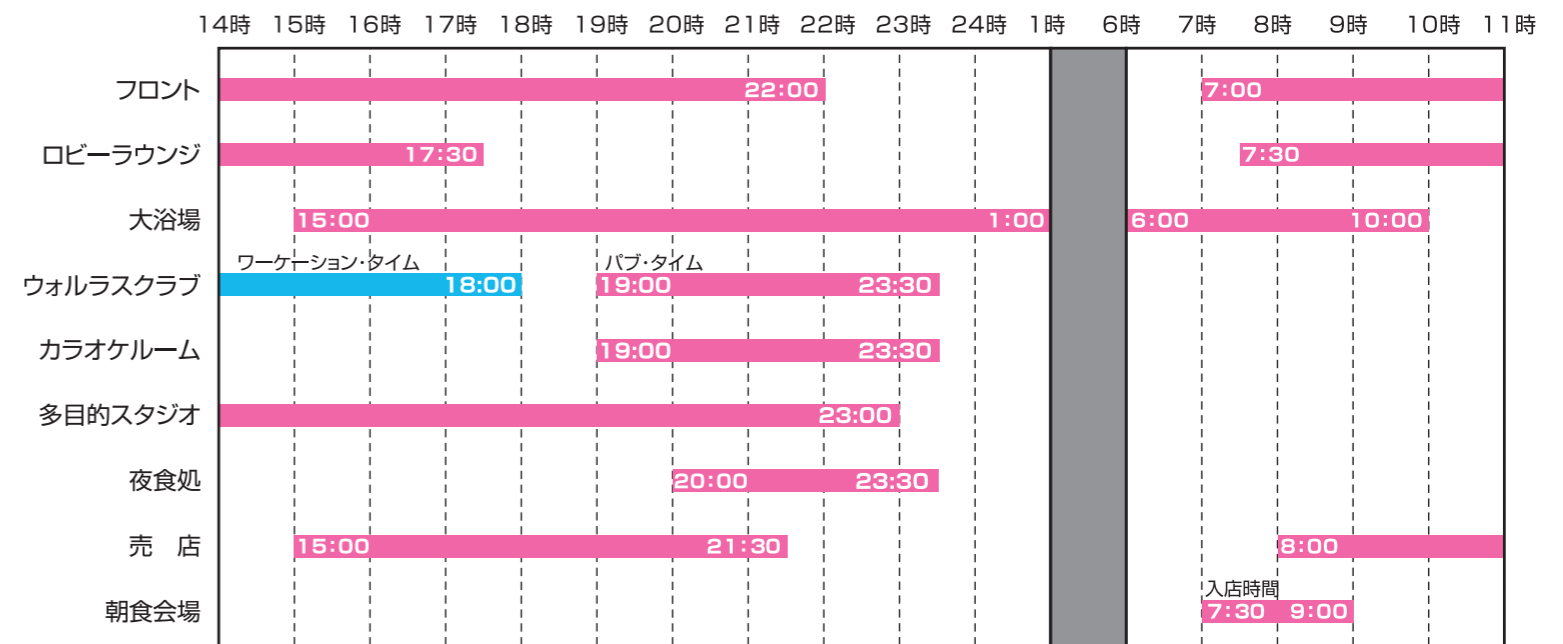 14時 15時 16時 17時 18時 19時 20時 21時 22時 23時 24時 1時 6時 7時 8時 9時 10時 11時
フロント 22:00 7:00
ロビーラウンジ 17:30 7:30
大浴場 15:00 1:00 6:00 10:00
ワーケーション・タイム パブ・タイム
ウォルラスクラブ 18:00 19:00 23:30
カラオケルーム 19:00 23:30
多目的スタジオ 23:00
夜食処 20:00 23:30
売 店 15:00 21:30 8:00
入店時間
朝食会場 7:30 9:00